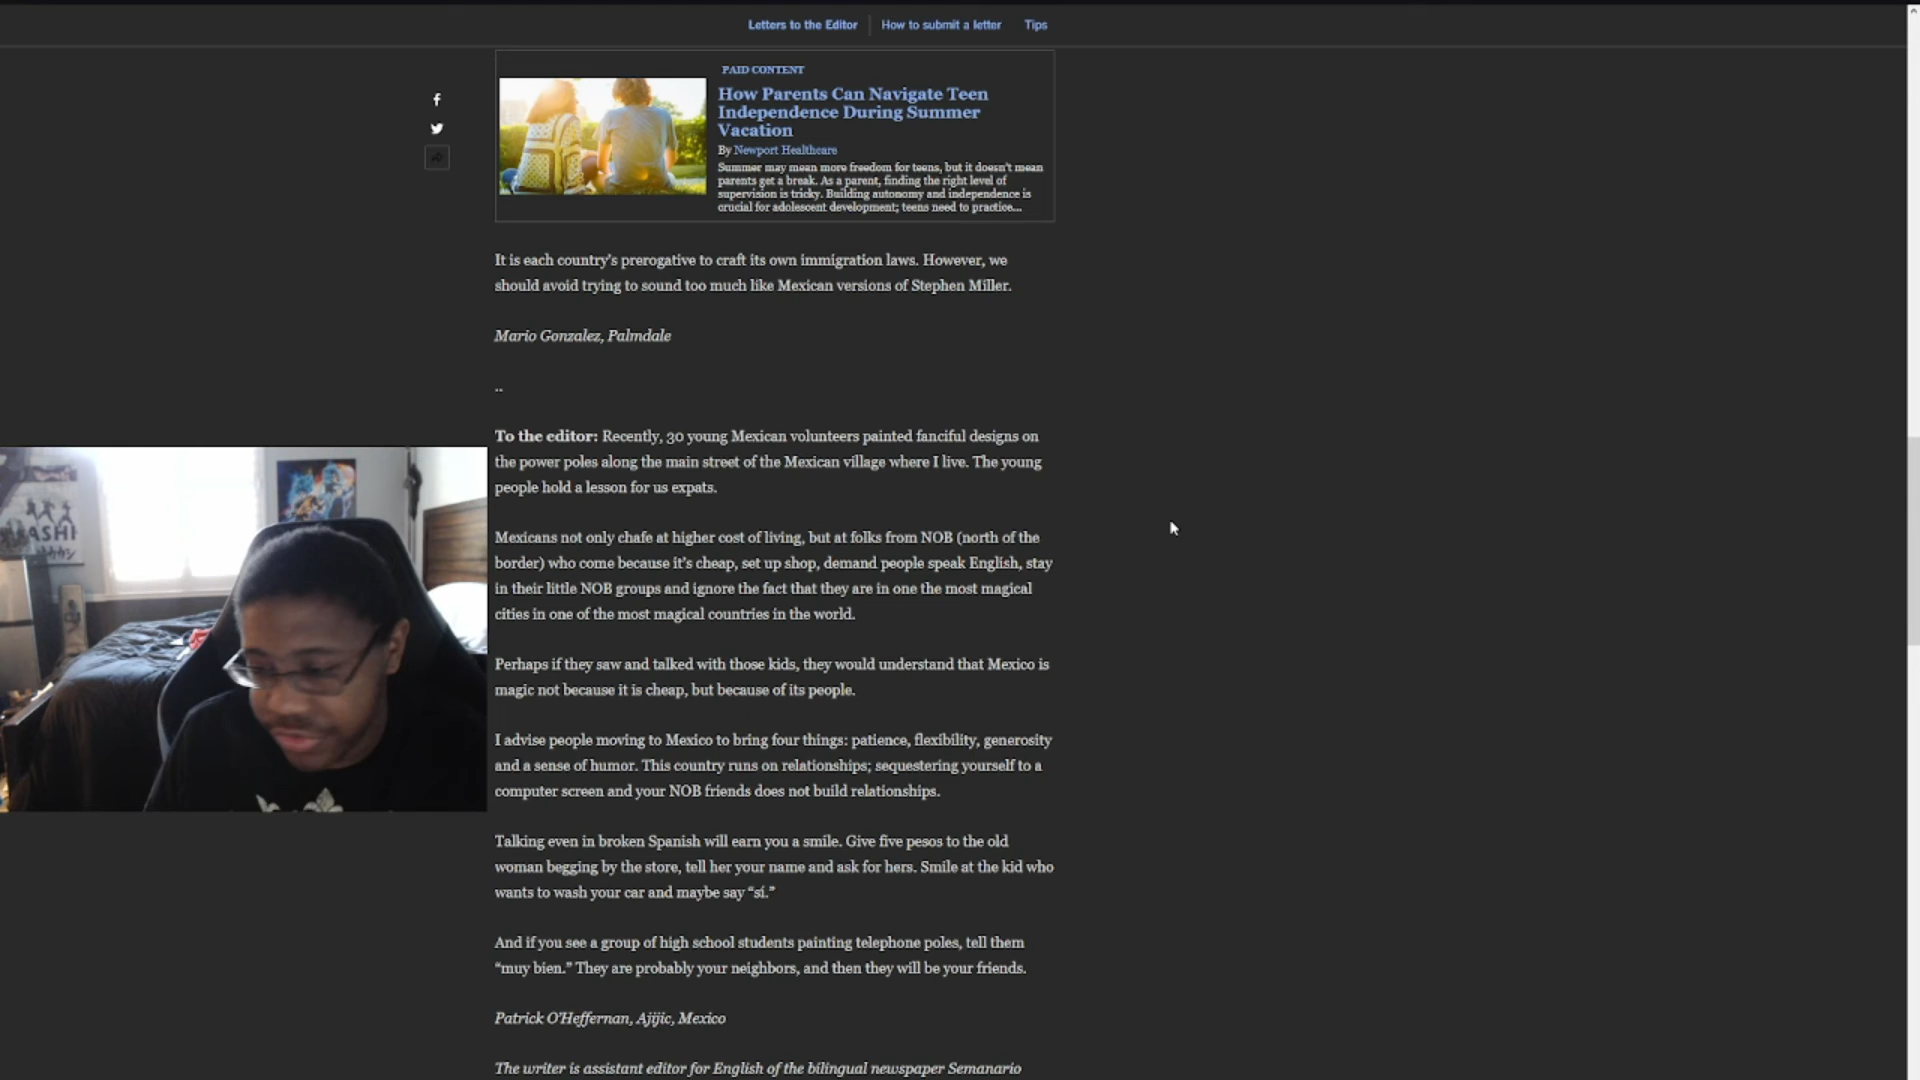 Letters to the Editor
How to submit a letter
Tips
PAID CONTENT
How Parents Can Navigate Teen
Independence During Summer
Vacation
By Newport Healthcare
Summer may mean more freedom for teens, but it doesn't mean
parents get a break. As a parent, finding the right level of
supervision is tricky. Building autonomy and independence is
crucial for adolescent development; teens need to practice...
It is each country's prerogative to craft its own immigration laws. However, we
should avoid trying to sound too much like Mexican versions of Stephen Miller.
Mario Gonzalez, Palmdale
..
To the editor: Recently, 30 young Mexican volunteers painted fanciful designs on
the power poles along the main street of the Mexican village where I live. The young
people hold a lesson for us expats.
Mexicans not only chafe at higher cost of living, but at folks from NOB (north of the
border) who come because it's cheap, set up shop, demand people speak English, stay
in their little NOB groups and ignore the fact that they are in one the most magical
cities in one of the most magical countries in the world.
Perhaps if they saw and talked with those kids, they would understand that Mexico is
magic not because it is cheap, but because of its people.
I advise people moving to Mexico to bring four things: patience, flexibility, generosity
and a sense of humor. This country runs on relationships; sequestering yourself to a
computer screen and your NOB friends does not build relationships.
Talking even in broken Spanish will earn you a smile. Give five pesos to the old
woman begging by the store, tell her your name and ask for hers. Smile at the kid who
wants to wash your car and maybe say “sí.”
And if you see a group of high school students painting telephone poles, tell them
“muy bien.” They are probably your neighbors, and then they will be your friends.
Patrick O'Heffernan, Ajijic, Mexico
The writer is assistant editor for English of the bilingual newspaper Semanario